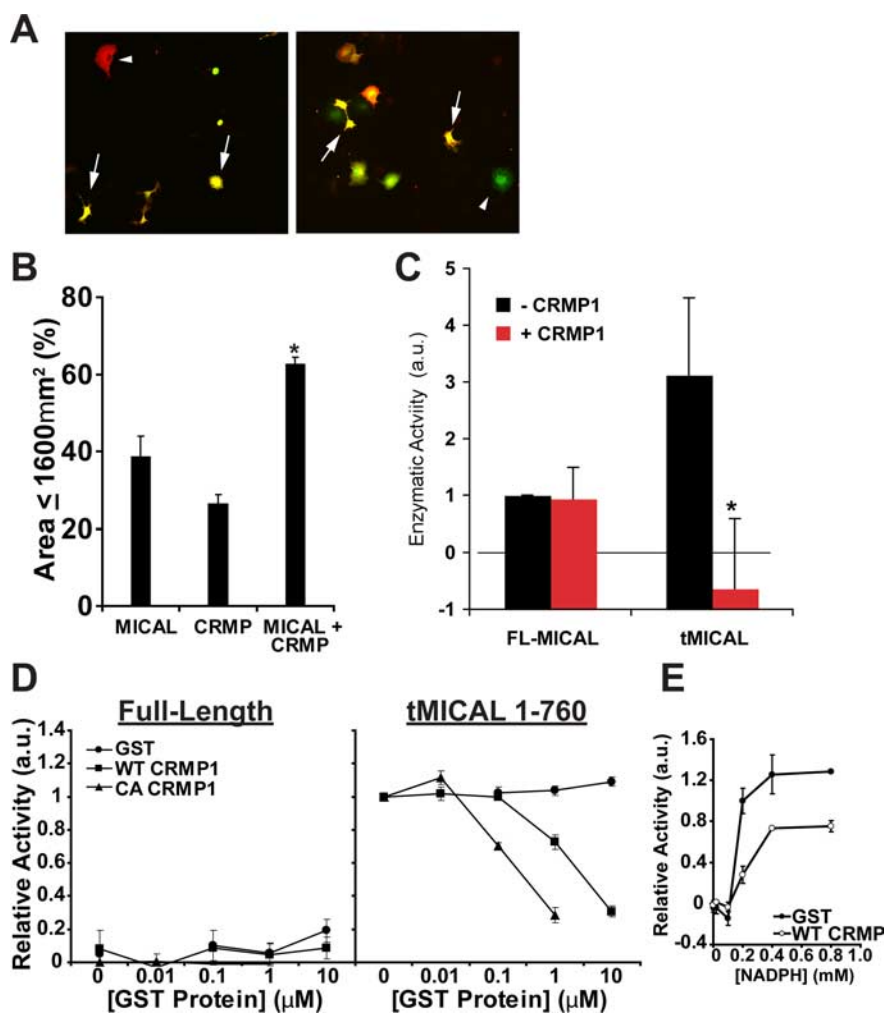 A
B
Area ≤ 1600mm² (%)
80
60
40
20
0
*
MICAL
CRMP
MICAL +
CRMP
C
Enzymatic Actviity (a.u.)
5
4
3
2
1
0
-1
- CRMP1
+ CRMP1
*
FL-MICAL
tMICAL
D
Full-Length
tMICAL 1-760
Relative Activity (a.u.)
1.4
1.2
1
0.8
0.6
0.4
0.2
0
GST
WT CRMP1
CA CRMP1
0 0.01 0.1 1 10
0 0.01 0.1 1 10
[GST Protein] (µM)
[GST Protein] (µM)
E
Relative Activity (a.u.)
1.6
1.2
0.8
0.4
0
-0.4
GST
WT CRMP
0 0.2 0.4 0.6 0.8 1.0
[NADPH] (mM)